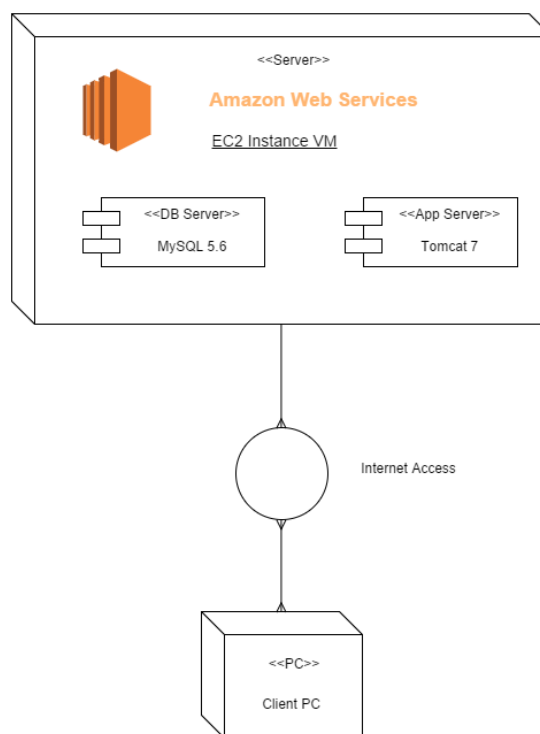 <<Server>>
Amazon Web Services
EC2 Instance VM
<<DB Server>>
MySQL 5.6
<<App Server>>
Tomcat 7
Internet Access
<<PC>>
Client PC